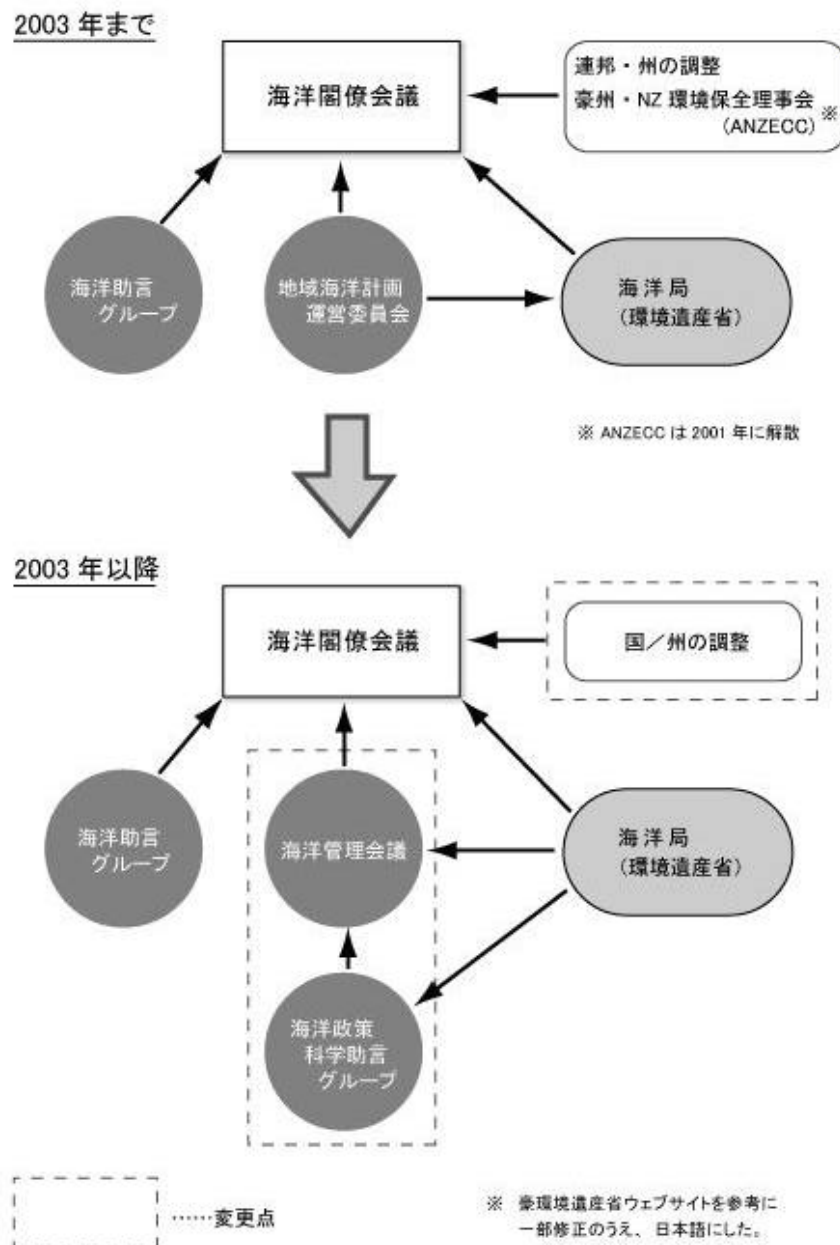 2003 年まで
海洋閣僚会議
連邦・州の調整
豪州・NZ 環境保全理事会
(ANZECC)
※
海洋助言
グループ
地域海洋計画
運営委員会
海洋局
(環境遺産省)
※ ANZECC は 2001 年に解散
2003 年以降
海洋閣僚会議
国／州の調整
海洋助言
グループ
海洋管理会議
海洋局
(環境遺産省)
海洋政策
科学助言
グループ
……変更点
※ 豪環境遺産省ウェブサイトを参考に
一部修正のうえ、日本語にした。